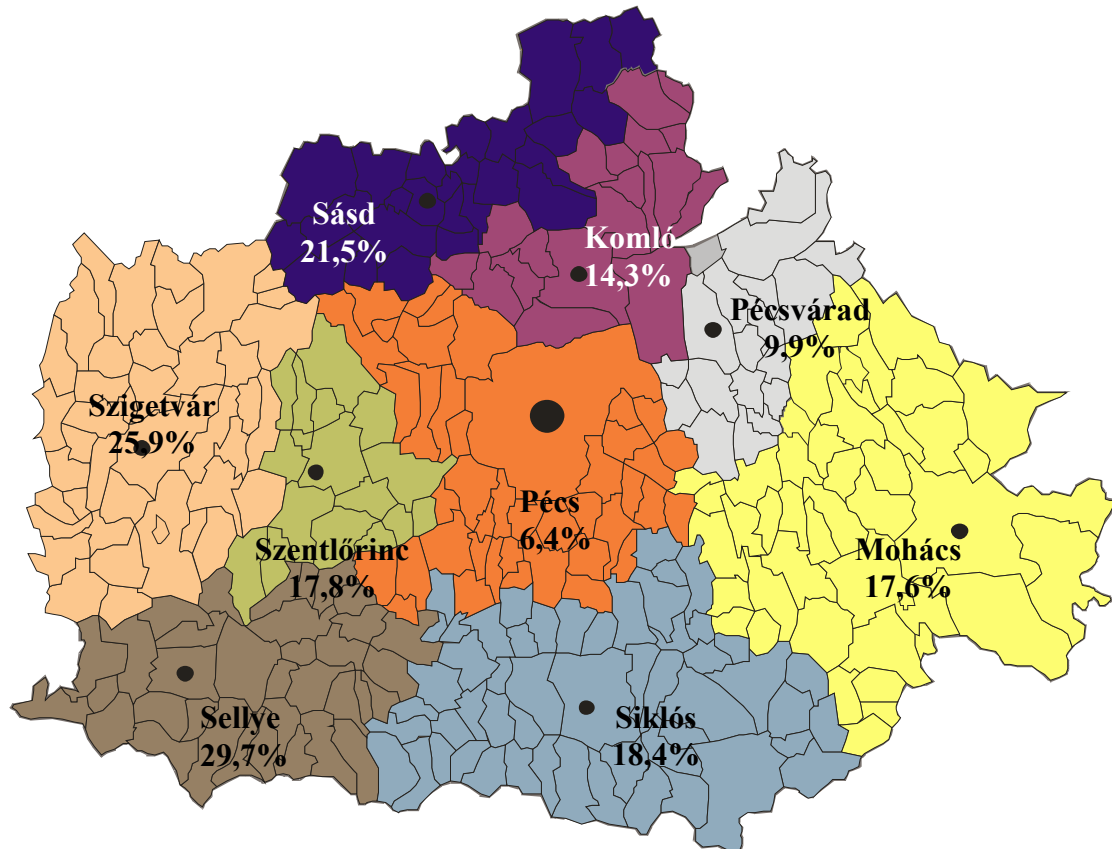 Sásd
21,5%
Komló
14,3%
Pécsvárad
9,9%
Szigetvár
25,9%
Pécs
6,4%
Szentlőrinc
17,8%
Mohács
17,6%
Sellye
29,7%
Siklós
18,4%